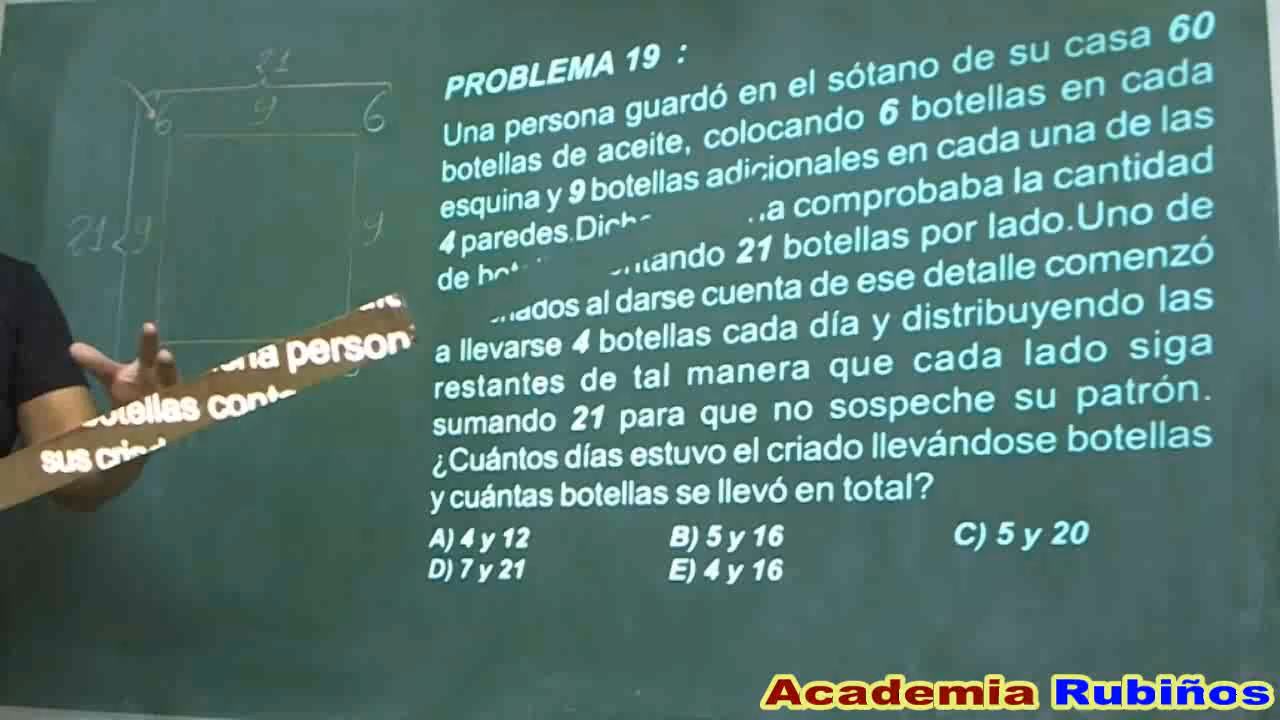 21
6 9 6
21 9 9
PROBLEMA 19 :
Una persona guardó en el sótano de su casa 60
botellas de aceite, colocando 6 botellas en cada
esquina y 9 botellas adicionales en cada una de las
4 paredes. a comprobaba la cantidad
de 21 botellas por lado.Uno de
al darse cuenta de ese detalle comenzó
a llevarse 4 botellas cada día y distribuyendo las
restantes de tal manera que cada lado siga
sumando 21 para que no sospeche su patrón.
¿Cuántos días estuvo el criado llevándose botellas
y cuántas botellas se llevó en total?
A) 4 y 12 B) 5 y 16 C) 5 y 20
D) 7 y 21 E) 4 y 16
person
botellas
sus
Academia Rubiños